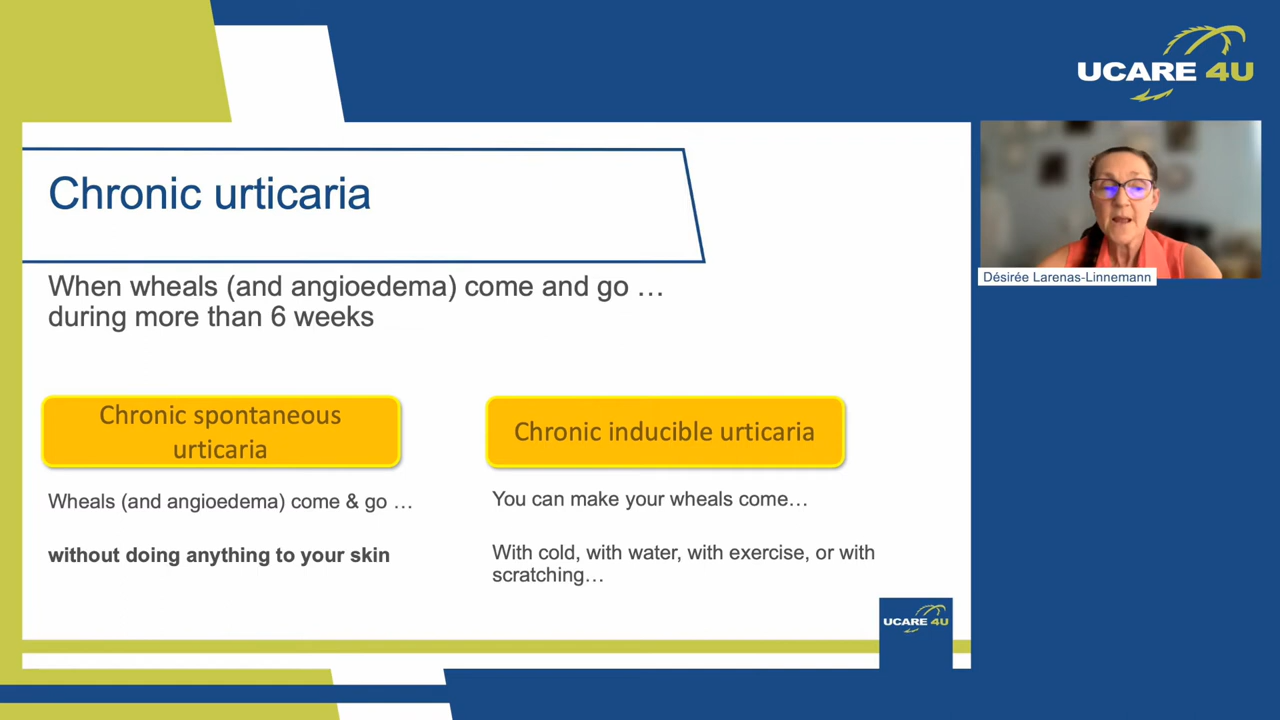 UCARE 4U
Chronic urticaria
When wheals (and angioedema) come and go …
during more than 6 weeks
Chronic spontaneous
urticaria
Wheals (and angioedema) come & go …
without doing anything to your skin
Chronic inducible urticaria
You can make your wheals come…
With cold, with water, with exercise, or with
scratching…
UCARE 4U
Désirée Larenas-Linnemann